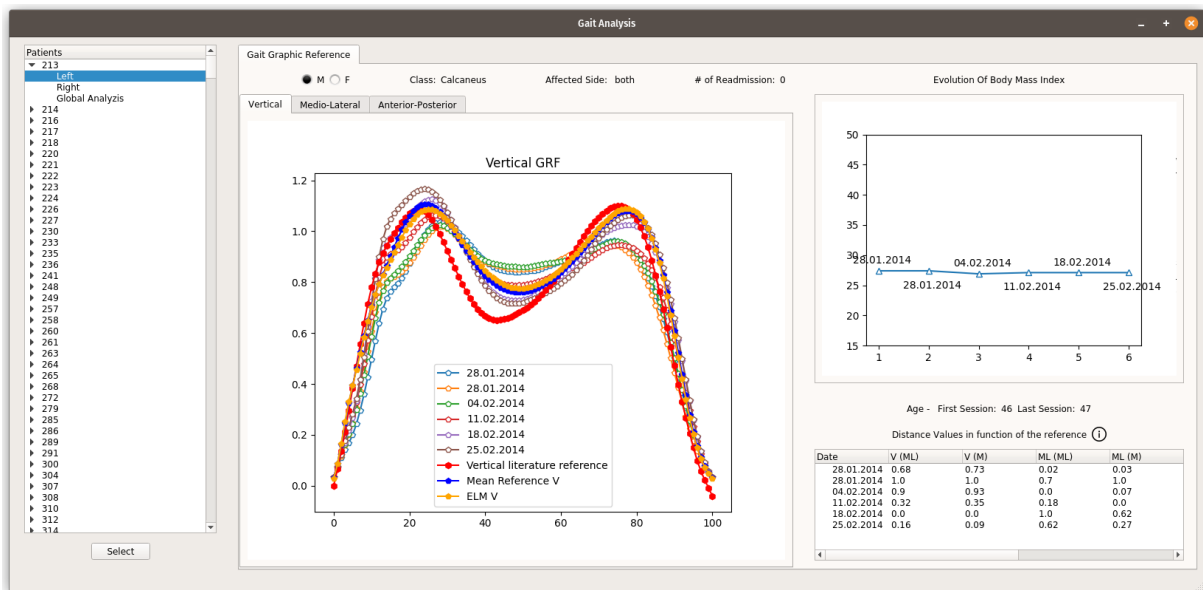 Gait Analysis
Patients
213
Left
Right
Global Analyzis
214
216
217
218
220
221
222
223
224
226
227
230
233
235
236
241
248
249
257
258
260
261
263
264
265
268
272
279
285
286
289
291
300
304
307
308
310
312
314
Select
Gait Graphic Reference
M F Class: Calcaneus Affected Side: both # of Readmission: 0
Vertical Medio-Lateral Anterior-Posterior
Vertical GRF
1.2
1.0
0.8
0.6
0.4
0.2
0.0
0 20 40 60 80 100
28.01.2014
28.01.2014
04.02.2014
11.02.2014
18.02.2014
25.02.2014
Vertical literature reference
Mean Reference V
ELM V
Evolution Of Body Mass Index
50
45
40
35
30
25
20
15
28.01.2014 04.02.2014 18.02.2014
28.01.2014 11.02.2014 25.02.2014
1 2 3 4 5 6
Age - First Session: 46 Last Session: 47
Distance Values in function of the reference i
Date V (ML) V (M) ML (ML) ML (M)
28.01.2014 0.68 0.73 0.02 0.03
28.01.2014 1.0 1.0 0.7 1.0
04.02.2014 0.9 0.93 0.0 0.07
11.02.2014 0.32 0.35 0.18 0.0
18.02.2014 0.0 0.0 1.0 0.62
25.02.2014 0.16 0.09 0.62 0.27